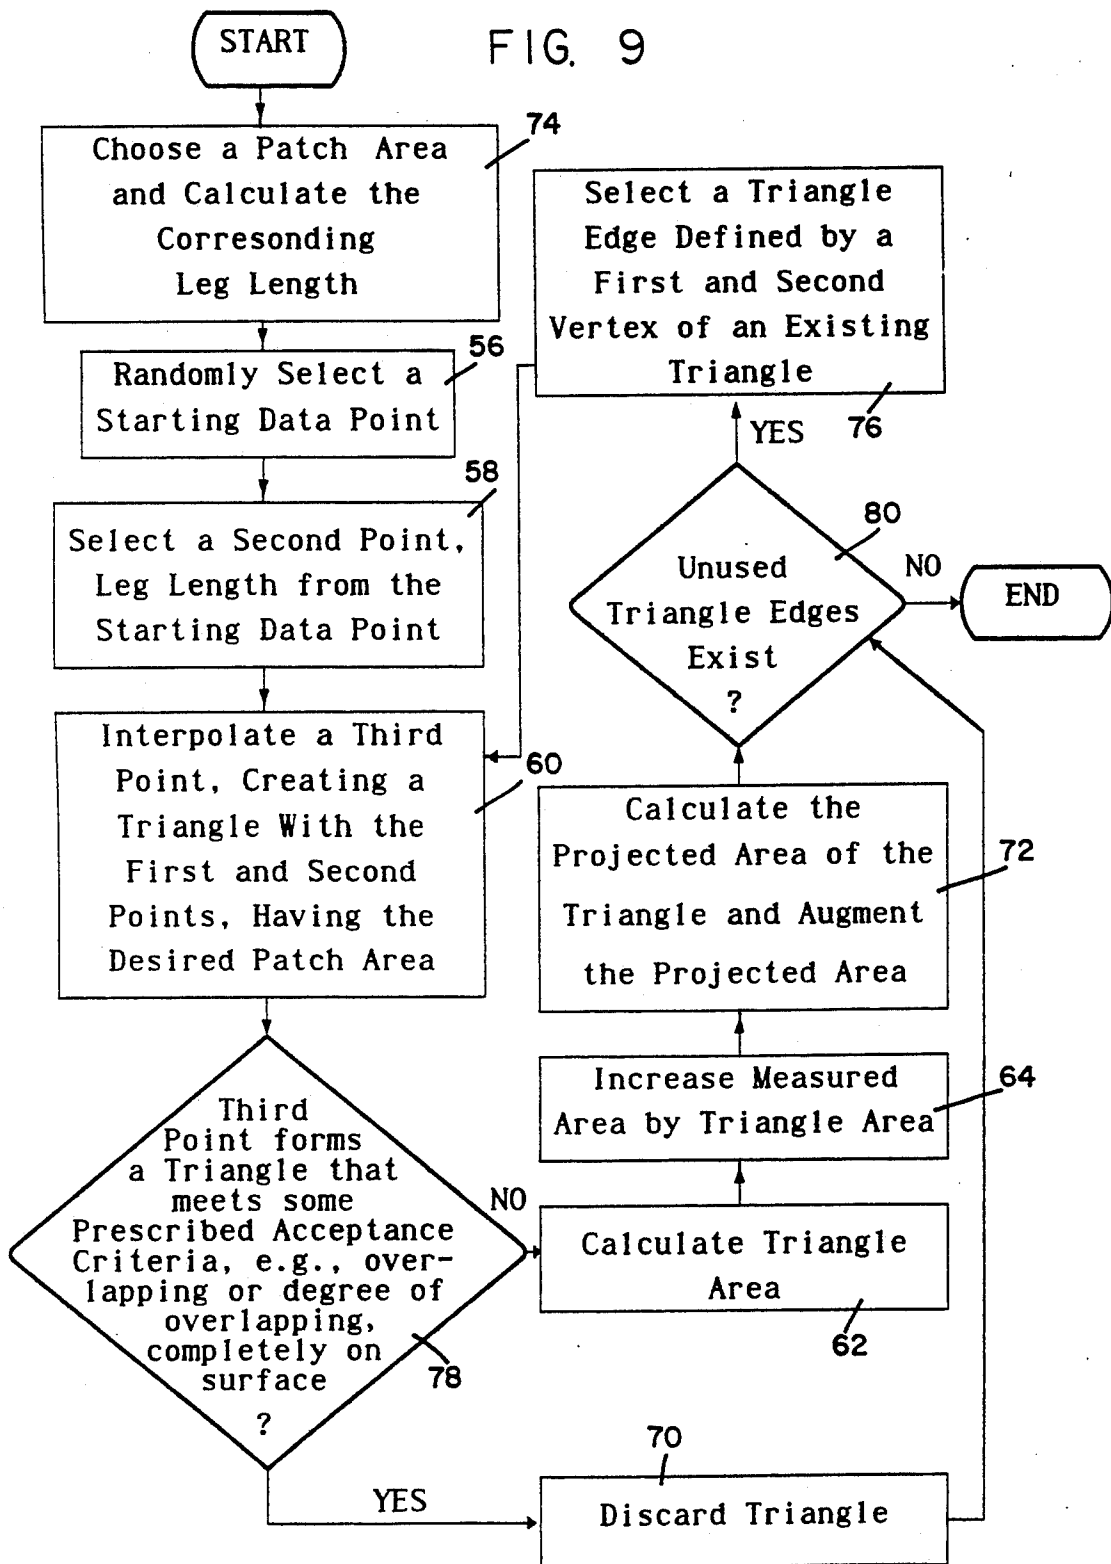 START
FIG. 9
74
Choose a Patch Area
and Calculate the
Corresonding
Leg Length
56
Randomly Select a
Starting Data Point
58
Select a Second Point,
Leg Length from the
Starting Data Point
60
Interpolate a Third
Point, Creating a
Triangle With the
First and Second
Points, Having the
Desired Patch Area
Third
Point forms
a Triangle that
meets some
Prescribed Acceptance
Criteria, e.g., over-
lapping or degree of
overlapping,
completely on
surface
?
78
NO
YES
Calculate Triangle
Area
62
Increase Measured
Area by Triangle Area
64
Calculate the
Projected Area of the
Triangle and Augment
the Projected Area
72
70
Discard Triangle
Unused
Triangle Edges
Exist
?
80
NO
END
YES
Select a Triangle
Edge Defined by a
First and Second
Vertex of an Existing
Triangle
76